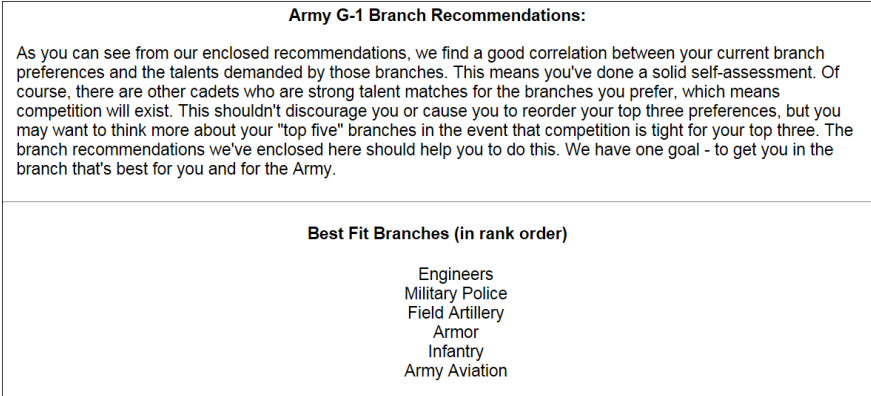 Army G-1 Branch Recommendations:
As you can see from our enclosed recommendations, we find a good correlation between your current branch
preferences and the talents demanded by those branches. This means you've done a solid self-assessment. Of
course, there are other cadets who are strong talent matches for the branches you prefer, which means
competition will exist. This shouldn't discourage you or cause you to reorder your top three preferences, but you
may want to think more about your "top five" branches in the event that competition is tight for your top three. The
branch recommendations we've enclosed here should help you to do this. We have one goal - to get you in the
branch that's best for you and for the Army.
Best Fit Branches (in rank order)
Engineers
Military Police
Field Artillery
Armor
Infantry
Army Aviation